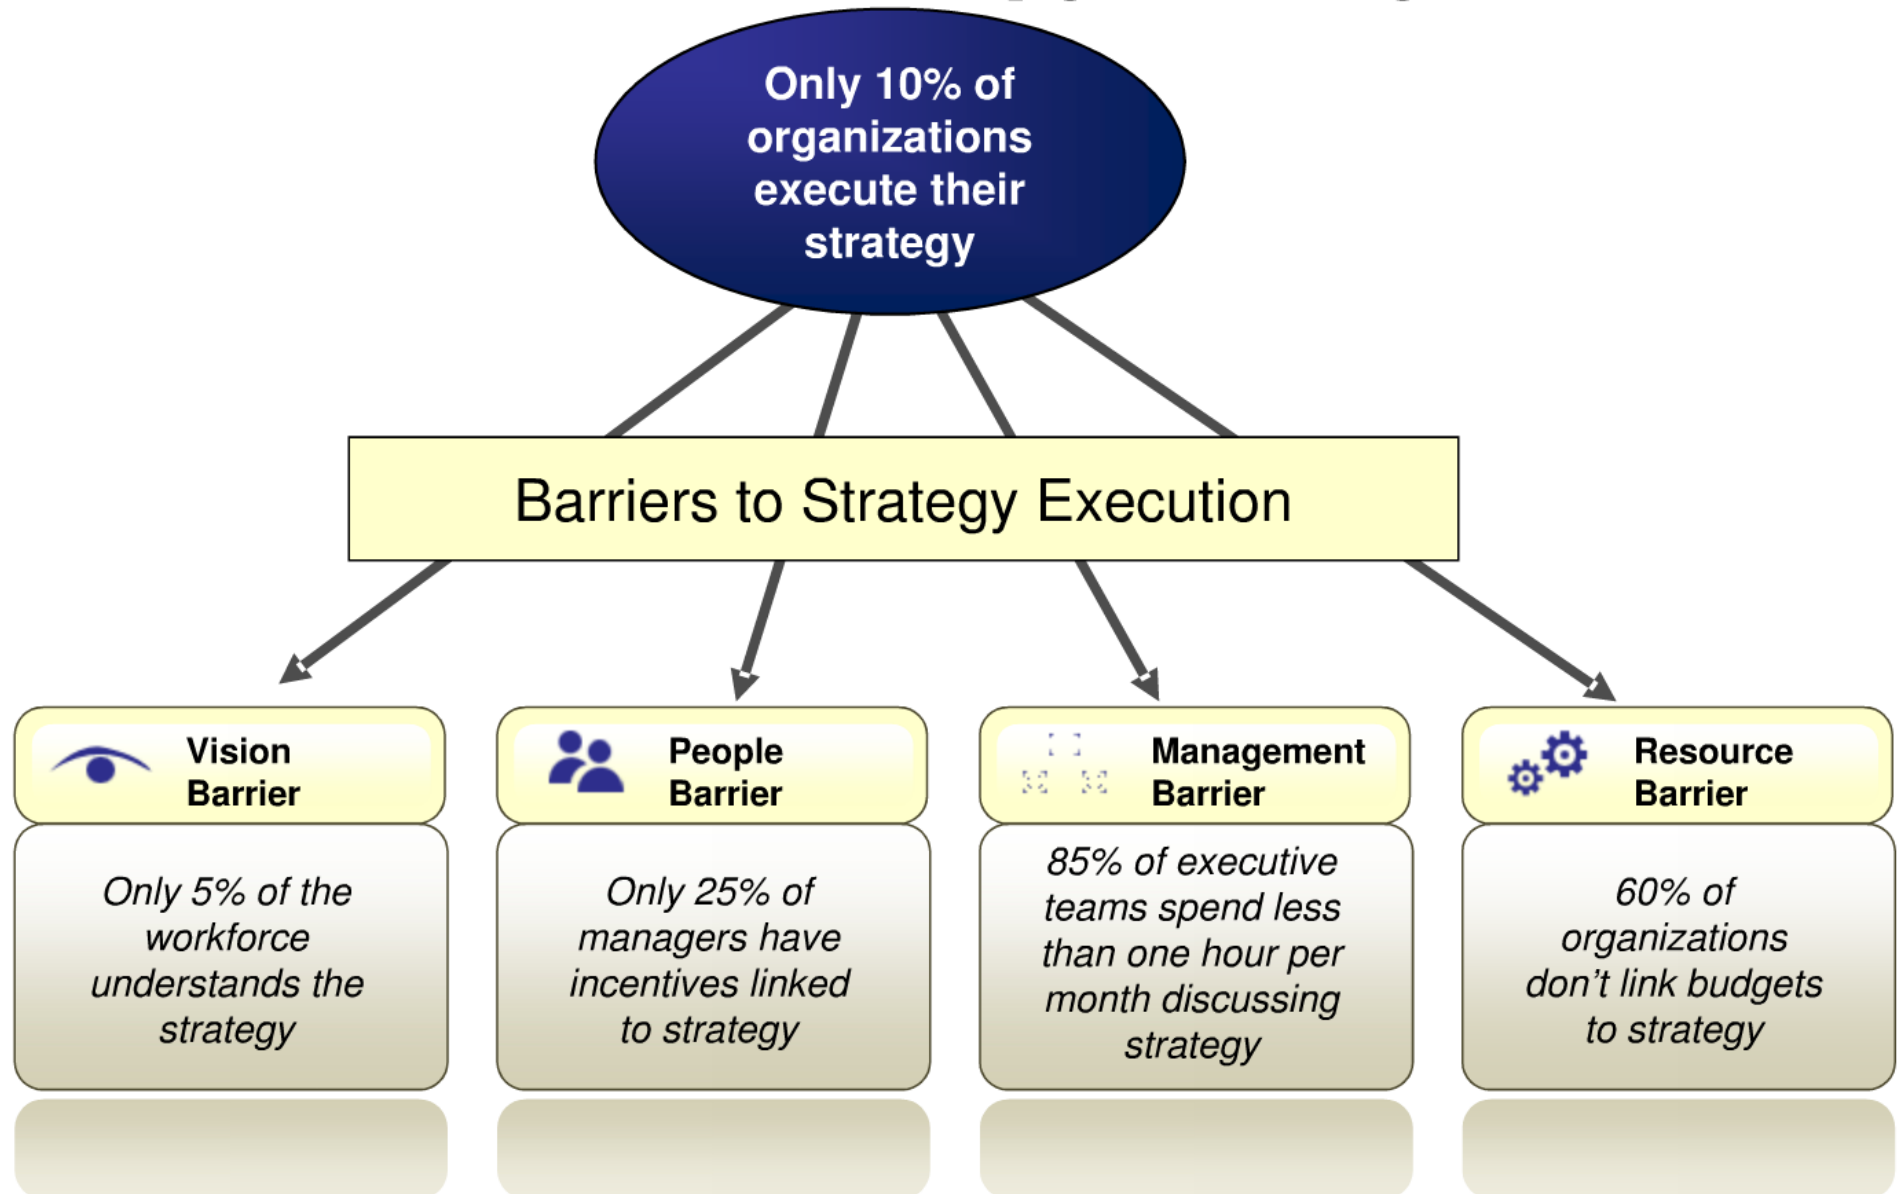 Only 10% of
organizations
execute their
strategy
Barriers to Strategy Execution
Vision
Barrier
Only 5% of the
workforce
understands the
strategy
People
Barrier
Only 25% of
managers have
incentives linked
to strategy
Management
Barrier
85% of executive
teams spend less
than one hour per
month discussing
strategy
Resource
Barrier
60% of
organizations
don't link budgets
to strategy